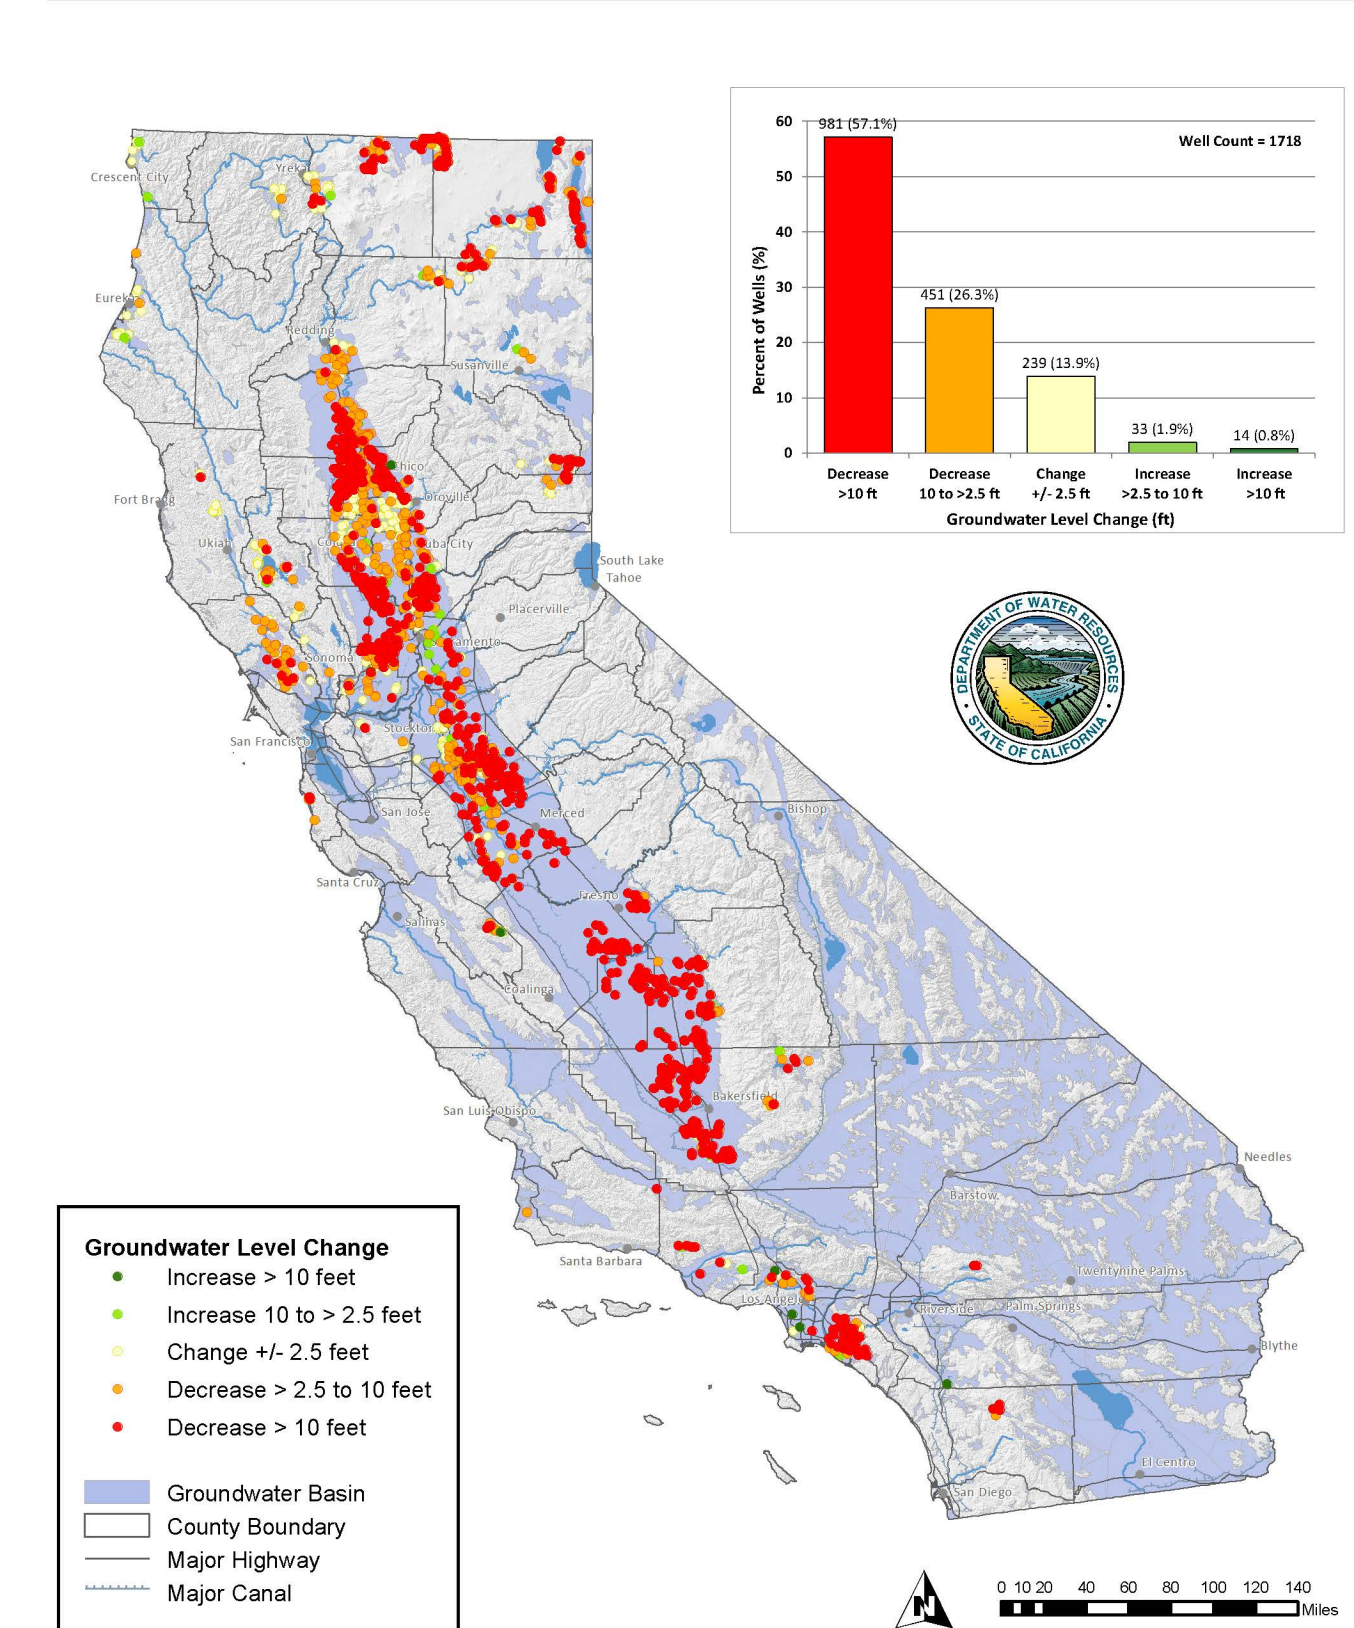 60
50
40
30
20
10
0
Percent of Wells (%)
981 (57.1%)
Well Count = 1718
451 (26.3%)
239 (13.9%)
33 (1.9%)
14 (0.8%)
Decrease >10 ft
Decrease 10 to >2.5 ft
Change +/- 2.5 ft
Increase >2.5 to 10 ft
Increase >10 ft
Groundwater Level Change (ft)
Crescent City
Yreka
Eureka
Redding
Susanville
Chico
Fort Bragg
Oroville
Ukiah
Yuba City
South Lake
Tahoe
Placerville
Sacramento
Sonoma
Stockton
San Francisco
San Jose
Merced
Bishop
Santa Cruz
Fresno
Salinas
Coalinga
Bakersfield
San Luis Obispo
Needles
Barstow
Santa Barbara
Twentynine Palms
Los Angeles
Riverside
Palm Springs
Blythe
El Centro
San Diego
DEPARTMENT OF WATER RESOURCES
STATE OF CALIFORNIA
Groundwater Level Change
Increase > 10 feet
Increase 10 to > 2.5 feet
Change +/- 2.5 feet
Decrease > 2.5 to 10 feet
Decrease > 10 feet
Groundwater Basin
County Boundary
Major Highway
Major Canal
N
0 10 20 40 60 80 100 120 140
Miles